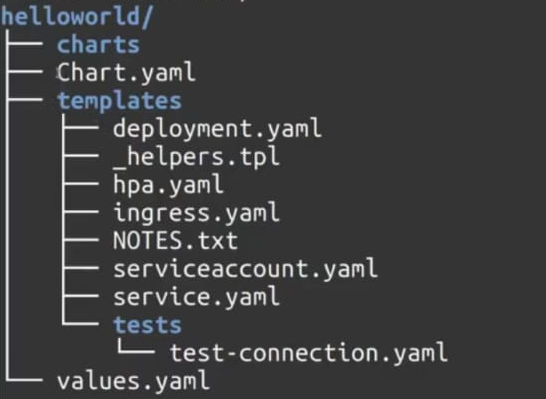 helloworld/
├── charts
├── Chart.yaml
├── templates
│   ├── deployment.yaml
│   ├── _helpers.tpl
│   ├── hpa.yaml
│   ├── ingress.yaml
│   ├── NOTES.txt
│   ├── serviceaccount.yaml
│   ├── service.yaml
│   └── tests
│       └── test-connection.yaml
└── values.yaml